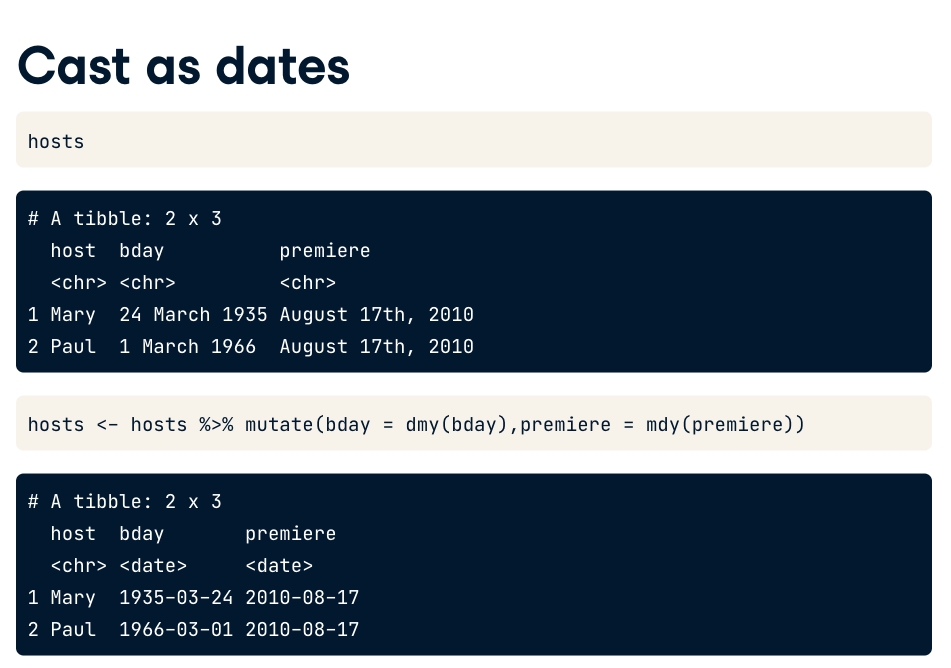 Cast as dates
hosts
# A tibble: 2 x 3
  host  bday          premiere
  <chr> <chr>         <chr>
1 Mary  24 March 1935 August 17th, 2010
2 Paul  1 March 1966  August 17th, 2010
hosts <- hosts %>% mutate(bday = dmy(bday),premiere = mdy(premiere))
# A tibble: 2 x 3
  host  bday       premiere
  <chr> <date>     <date>
1 Mary  1935-03-24 2010-08-17
2 Paul  1966-03-01 2010-08-17